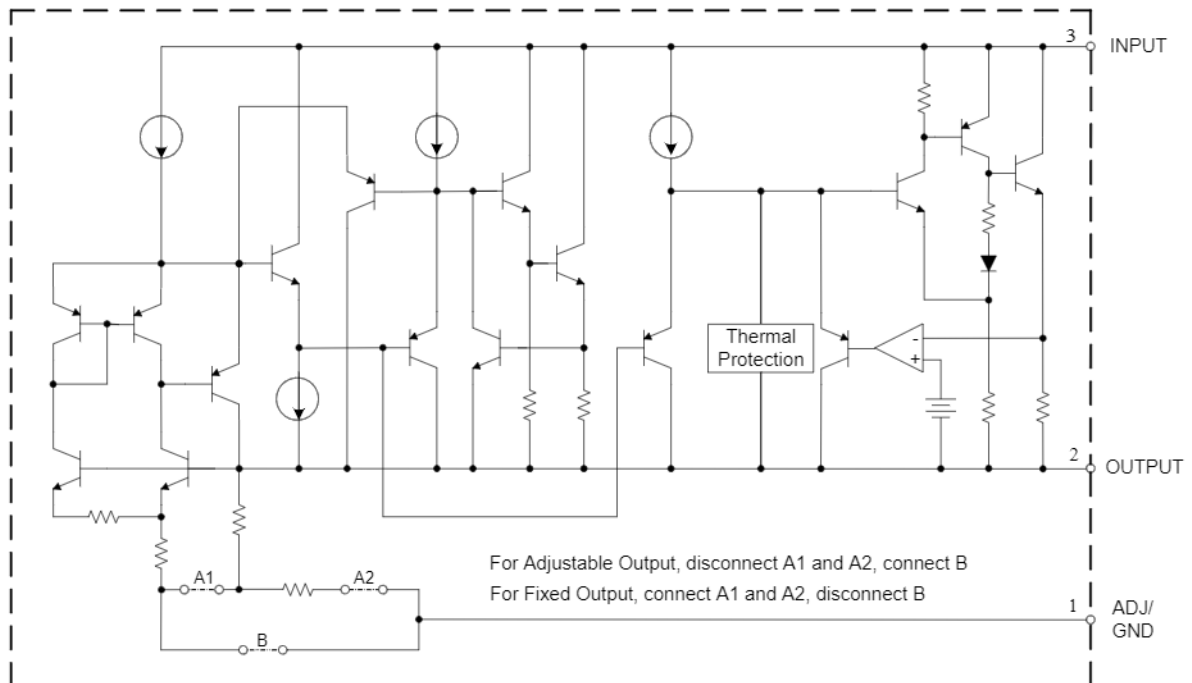 3
INPUT
Thermal
Protection
-
+
2
OUTPUT
A1
A2
B
For Adjustable Output, disconnect A1 and A2, connect B
For Fixed Output, connect A1 and A2, disconnect B
1
ADJ/
GND